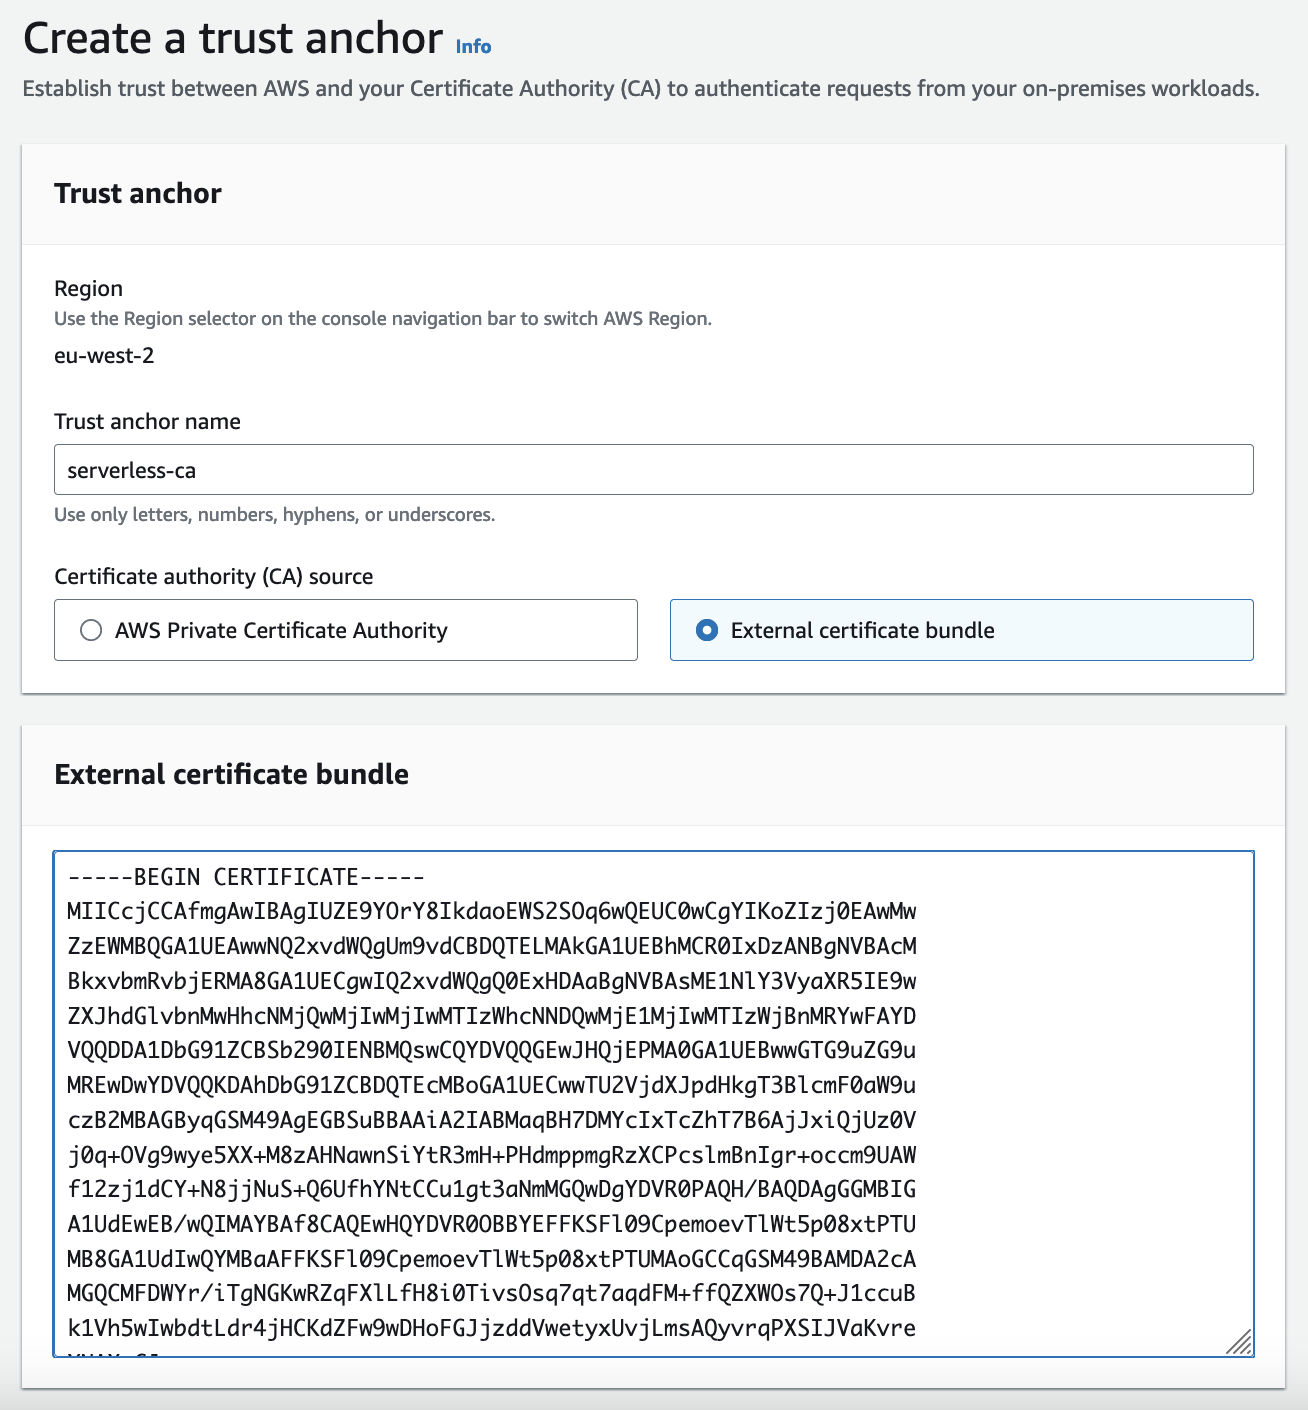 Create a trust anchor Info
Establish trust between AWS and your Certificate Authority (CA) to authenticate requests from your on-premises workloads.
Trust anchor
Region
Use the Region selector on the console navigation bar to switch AWS Region.
eu-west-2
Trust anchor name
serverless-ca
Use only letters, numbers, hyphens, or underscores.
Certificate authority (CA) source
AWS Private Certificate Authority
External certificate bundle
External certificate bundle
-----BEGIN CERTIFICATE-----
MIICcjCCAfmgAwIBAgIUZE9YOrY8IkdaoEWS2SOq6wQEUC0wCgYIKoZIzj0EAwMw
ZzEWMBQGA1UEAwwNQ2xvdWQgUm9vdCBDQTELMAkGA1UEBhMCR0IxDzANBgNVBAcM
BkxvbmRvbjERMA8GA1UECgwIQ2xvdWQgQ0ExHDAaBgNVBAsME1NlY3VyaXR5IE9w
ZXJhdGlvbnMwHhcNMjQwMjIwMjIwMTIzWhcNNDQwMjE1MjIwMTIzWjBnMRYwFAYD
VQQDDA1DbG91ZCBSb290IENBMQswCQYDVQQGEwJHQjEPMA0GA1UEBwwGTG9uZG9u
MREwDwYDVQQKDAhDbG91ZCBDQTEcMBoGA1UECwwTU2VjdXJpdHkgT3BlcmF0aW9u
czB2MBAGByqGSM49AgEGBSuBBAAiA2IABMaqBH7DMYcIxTcZhT7B6AjJxiQjUz0V
j0q+OVg9wye5XX+M8zAHNawnSiYtR3mH+PHdmppmgRzXCPcslmBnIgr+occm9UAW
f12zj1dCY+N8jjNuS+Q6UfhYNtCCu1gt3aNmMGQwDgYDVR0PAQH/BAQDAgGGMBIG
A1UdEwEB/wQIMAYBAf8CAQEwHQYDVR0OBBYEFFKSFl09CpemoevTlWt5p08xtPTU
MB8GA1UdIwQYMBaAFFKSFl09CpemoevTlWt5p08xtPTUMAoGCCqGSM49BAMDA2cA
MGQCMFDWYr/iTgNGKwRZqFXlLfH8i0TivsOsq7qt7aqdFM+ffQZXWOs7Q+J1ccuB
k1Vh5wIwbdtLdr4jHCKdZFw9wDHoFGJjzddVwetyxUvjLmsAQyvrqPXSIJVaKvre